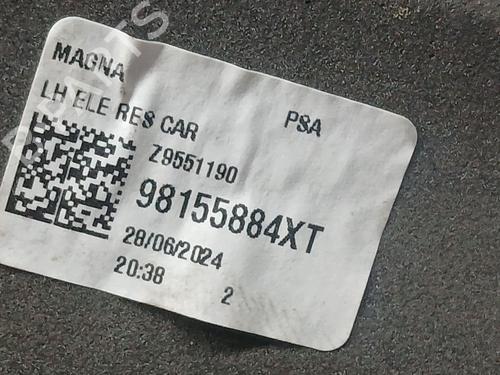 MAGNA
LH ELE RES CAR PSA
Z9551190
98155884XT
28/06/2024
20:38 2